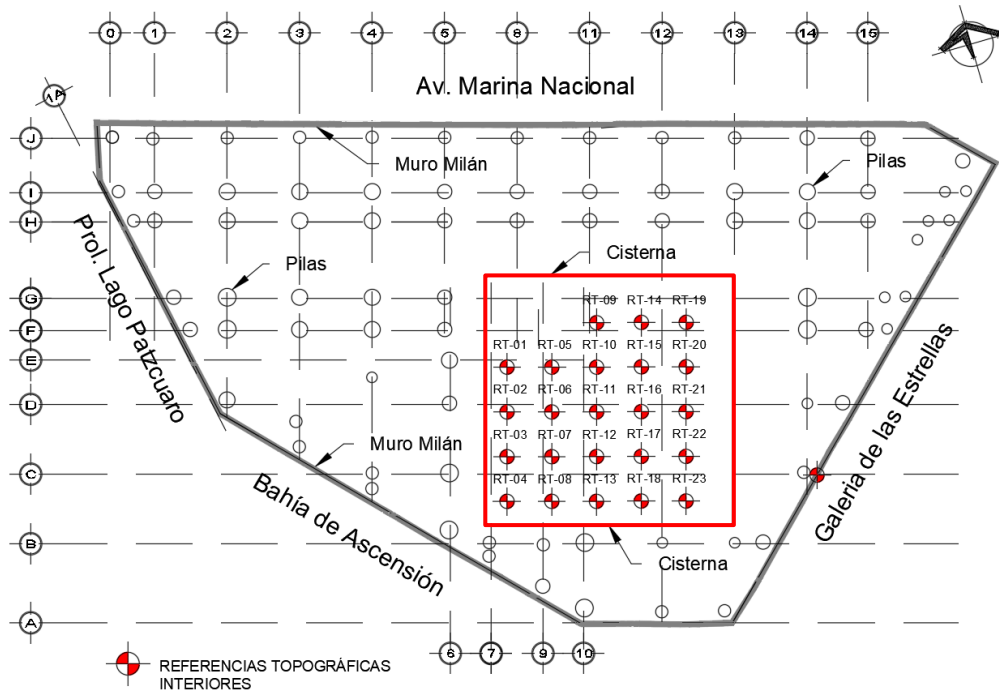 0 1 2 3 4 5 8 11 12 13 14 15
Av. Marina Nacional
1A
J
Muro Milán
Pilas
I
H
Prol. Lago Patzcuaro
Cisterna
Pilas
G
RT-09 RT-14 RT-19
F
RT-01 RT-05 RT-10 RT-15 RT-20
E
RT-02 RT-06 RT-11 RT-16 RT-21
D
Galeria de las Estrellas
RT-03 RT-07 RT-12 RT-17 RT-22
Muro Milán
C
RT-04 RT-08 RT-13 RT-18 RT-23
Bahía de Ascensión
B
Cisterna
A
6 7 9 10
REFERENCIAS TOPOGRÁFICAS
INTERIORES